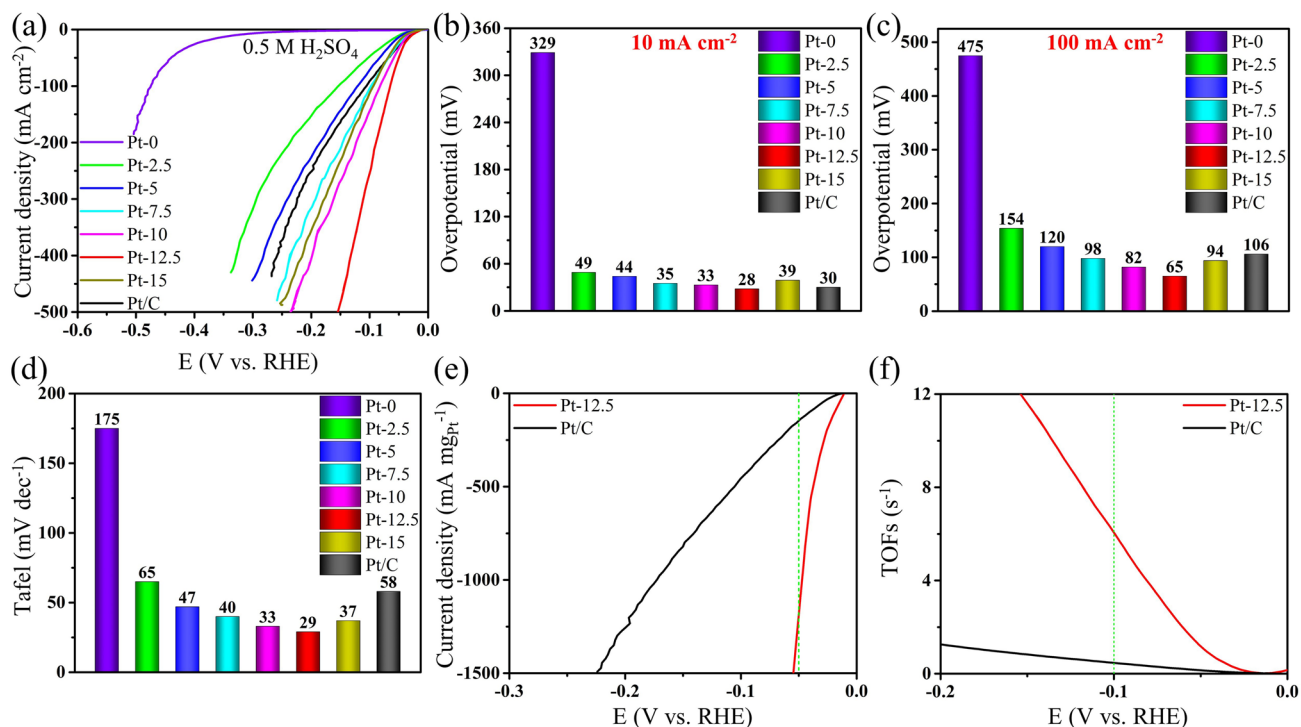 (a)
0.5 M H₂SO₄
Current density (mA cm⁻²)
0
-100
-200
-300
-400
-500
Pt-0
Pt-2.5
Pt-5
Pt-7.5
Pt-10
Pt-12.5
Pt-15
Pt/C
-0.6 -0.5 -0.4 -0.3 -0.2 -0.1 0.0
E (V vs. RHE)
(b)
10 mA cm⁻²
Overpotential (mV)
360
300
240
180
120
60
0
329 49 44 35 33 28 39 30
Pt-0
Pt-2.5
Pt-5
Pt-7.5
Pt-10
Pt-12.5
Pt-15
Pt/C
(c)
100 mA cm⁻²
Overpotential (mV)
500
400
300
200
100
0
475 154 120 98 82 65 94 106
Pt-0
Pt-2.5
Pt-5
Pt-7.5
Pt-10
Pt-12.5
Pt-15
Pt/C
(d)
Tafel (mV dec⁻¹)
200
150
100
50
0
175 65 47 40 33 29 37 58
Pt-0
Pt-2.5
Pt-5
Pt-7.5
Pt-10
Pt-12.5
Pt-15
Pt/C
(e)
Pt-12.5
Pt/C
Current density (mA mg_Pt⁻¹)
0
-500
-1000
-1500
-0.3 -0.2 -0.1 0.0
E (V vs. RHE)
(f)
Pt-12.5
Pt/C
TOFs (s⁻¹)
12
9
6
3
0
-0.2 -0.1 0.0
E (V vs. RHE)